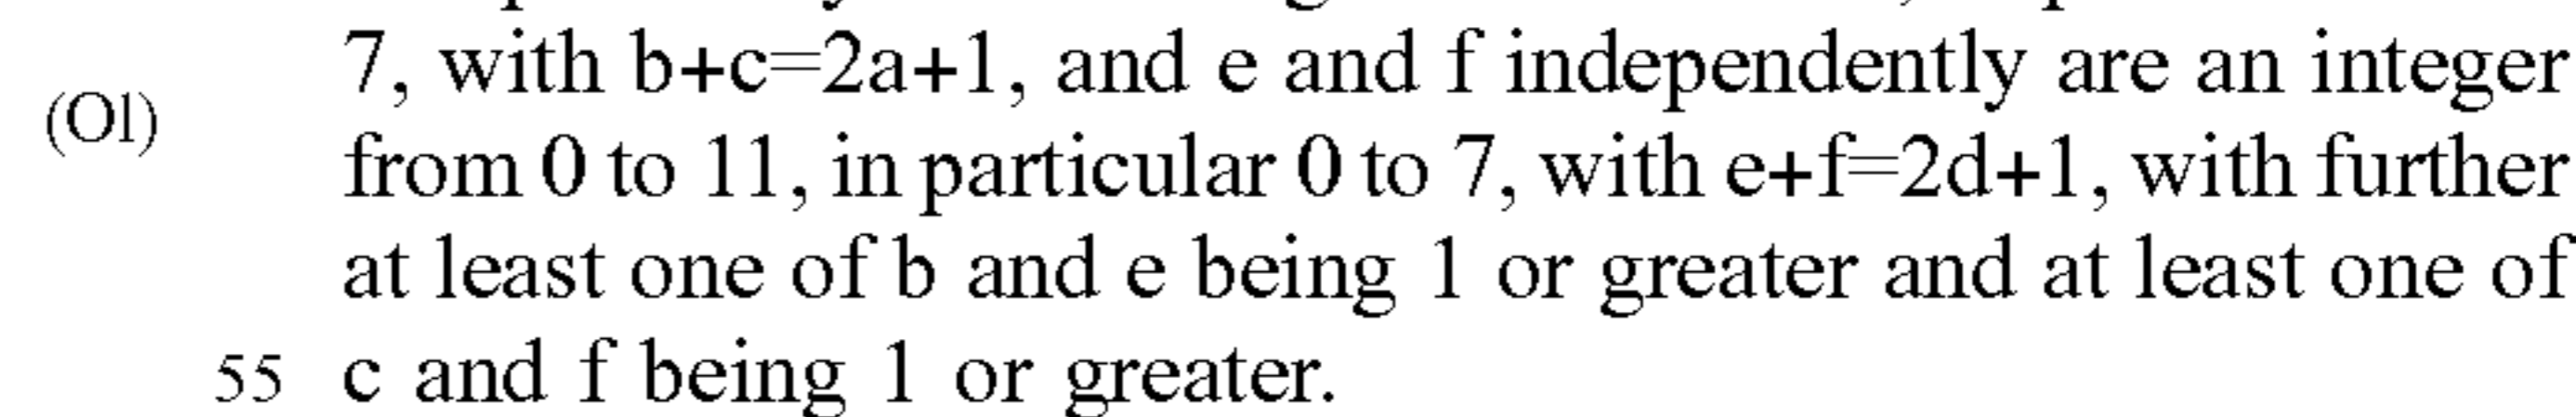 7, with b+c=2a+1, and e and f independently are an integer
(Ol)
from 0 to 11, in particular 0 to 7, with e+f=2d+1, with further
at least one of b and e being 1 or greater and at least one of
55 c and f being 1 or greater.